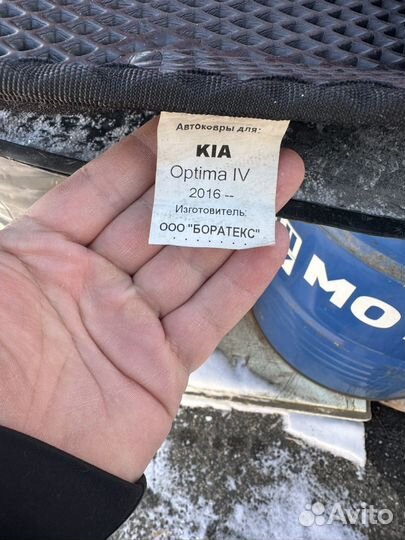 Автоковры для:
KIA
Optima IV
2016 --
Изготовитель:
ООО "БОРАТЕКС"
MO
Avito